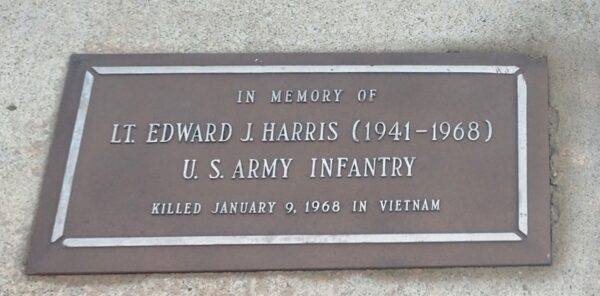 IN MEMORY OF
LT. EDWARD J. HARRIS (1941-1968)
U. S. ARMY INFANTRY
KILLED JANUARY 9, 1968 IN VIETNAM